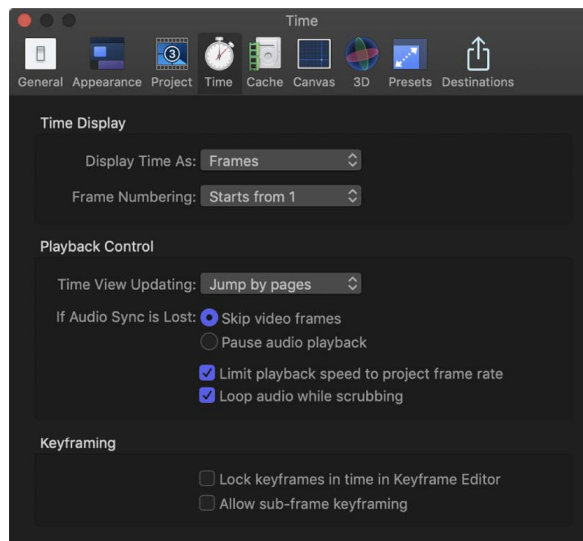 Time
3
General Appearance Project Time Cache Canvas 3D Presets Destinations
Time Display
Display Time As: Frames
Frame Numbering: Starts from 1
Playback Control
Time View Updating: Jump by pages
If Audio Sync is Lost: Skip video frames
Pause audio playback
Limit playback speed to project frame rate
Loop audio while scrubbing
Keyframing
Lock keyframes in time in Keyframe Editor
Allow sub-frame keyframing